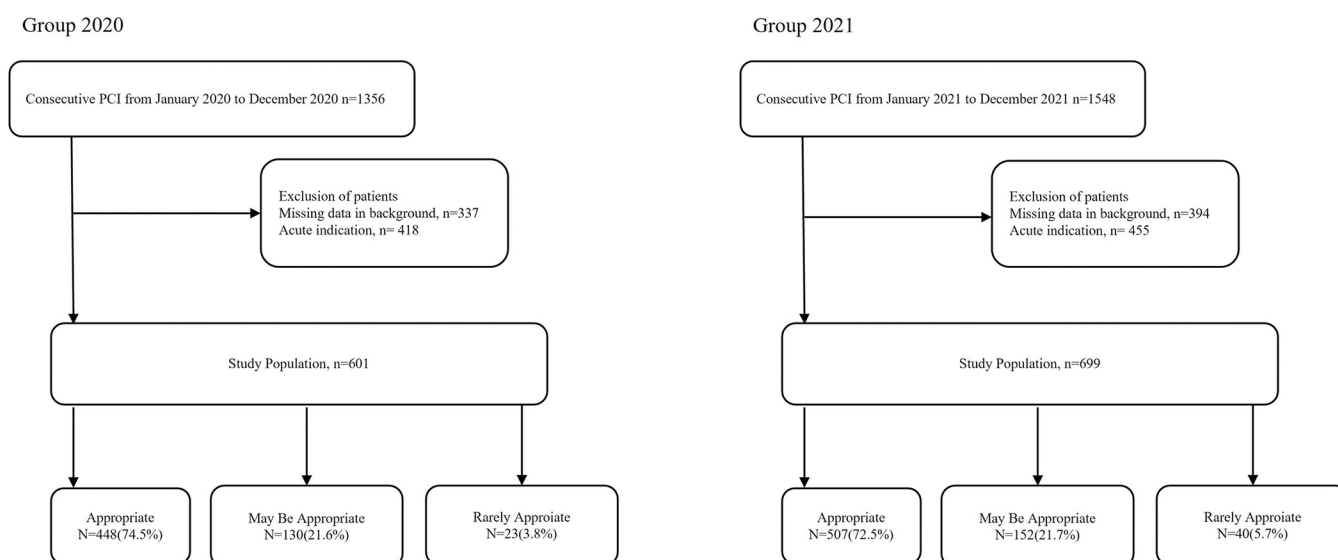 Group 2020
Consecutive PCI from January 2020 to December 2020 n=1356
Exclusion of patients
Missing data in background, n=337
Acute indication, n= 418
Study Population, n=601
Appropriate
N=448(74.5%)
May Be Appropriate
N=130(21.6%)
Rarely Approiate
N=23(3.8%)
Group 2021
Consecutive PCI from January 2021 to December 2021 n=1548
Exclusion of patients
Missing data in background, n=394
Acute indication, n= 455
Study Population, n=699
Appropriate
N=507(72.5%)
May Be Appropriate
N=152(21.7%)
Rarely Approiate
N=40(5.7%)